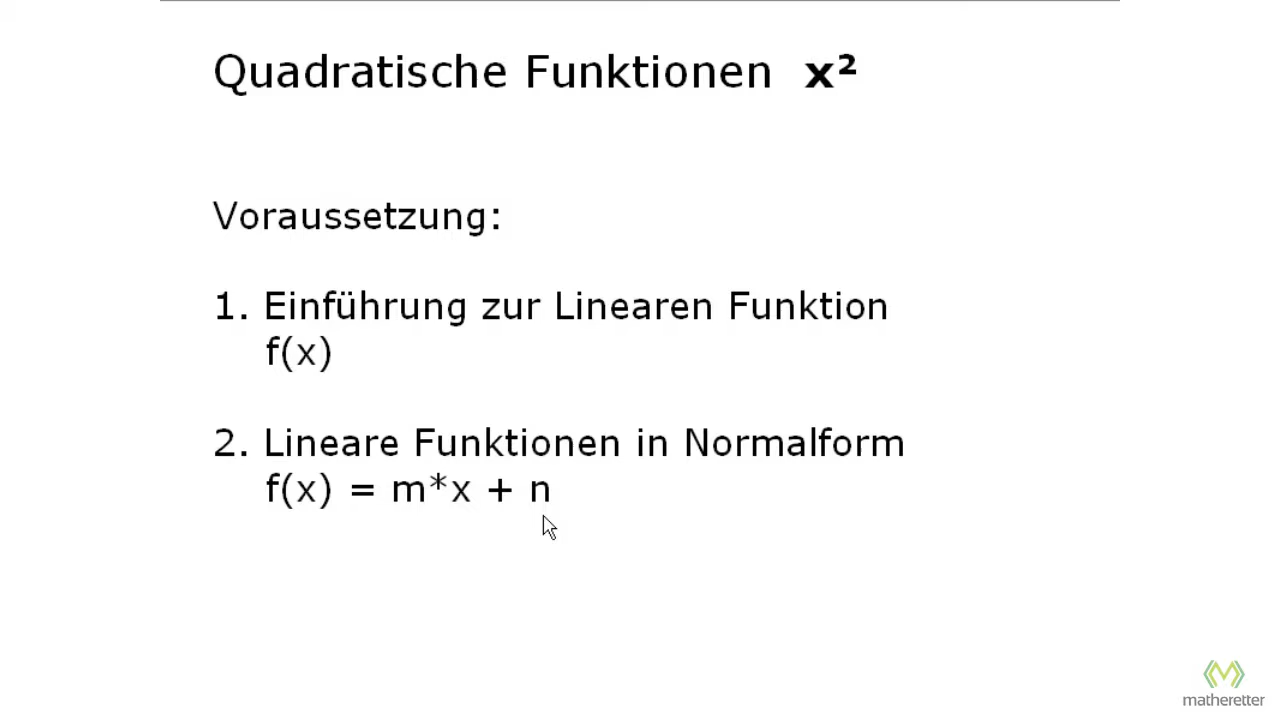 Quadratische Funktionen x²
Voraussetzung:
1. Einführung zur Linearen Funktion
f(x)
2. Lineare Funktionen in Normalform
f(x) = m*x + n
matheretter